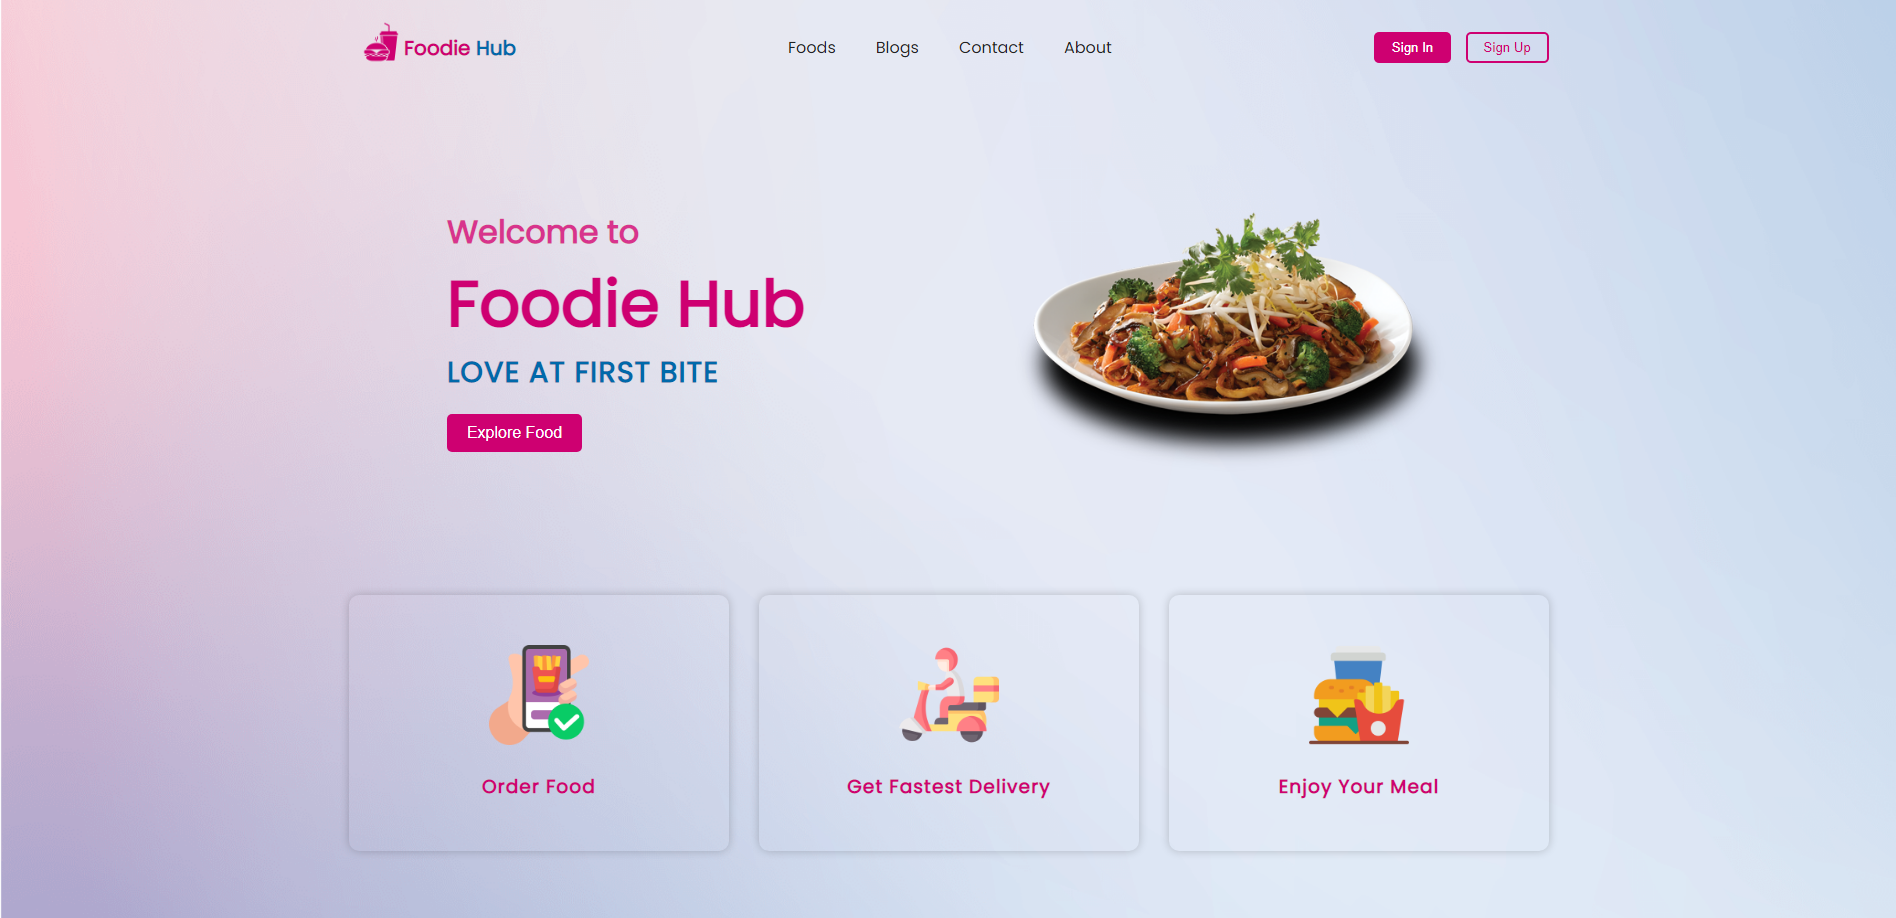 Foodie Hub
Foods
Blogs
Contact
About
Sign In
Sign Up
Welcome to
Foodie Hub
LOVE AT FIRST BITE
Explore Food
Order Food
Get Fastest Delivery
Enjoy Your Meal